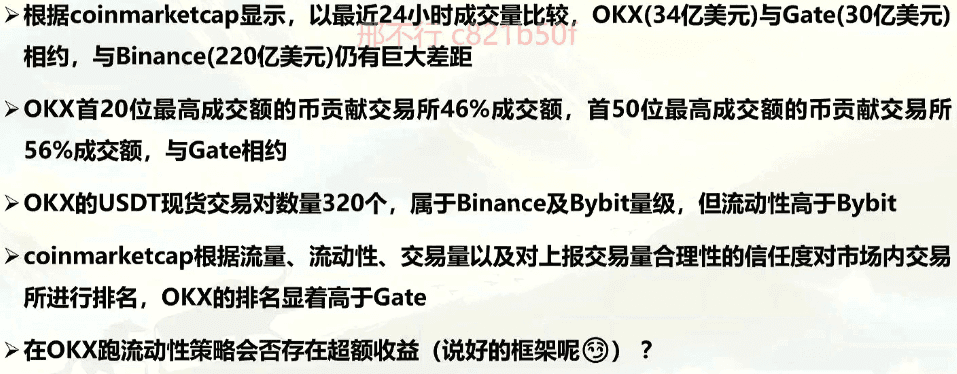 ➢根据coinmarketcap显示，以最近24小时成交量比较，OKX(34亿美元)与Gate(30亿美元)
相约，与Binance(220亿美元)仍有巨大差距
邢不行 c821b50f
➢OKX首20位最高成交额的币贡献交易所46%成交额，首50位最高成交额的币贡献交易所
56%成交额，与Gate相约
➢OKX的USDT现货交易对数量320个，属于Binance及Bybit量级，但流动性高于Bybit
➢coinmarketcap根据流量、流动性、交易量以及对上报交易量合理性的信任度对市场内交易
所进行排名，OKX的排名显着高于Gate
➢在OKX跑流动性策略会否存在超额收益（说好的框架呢😏）？